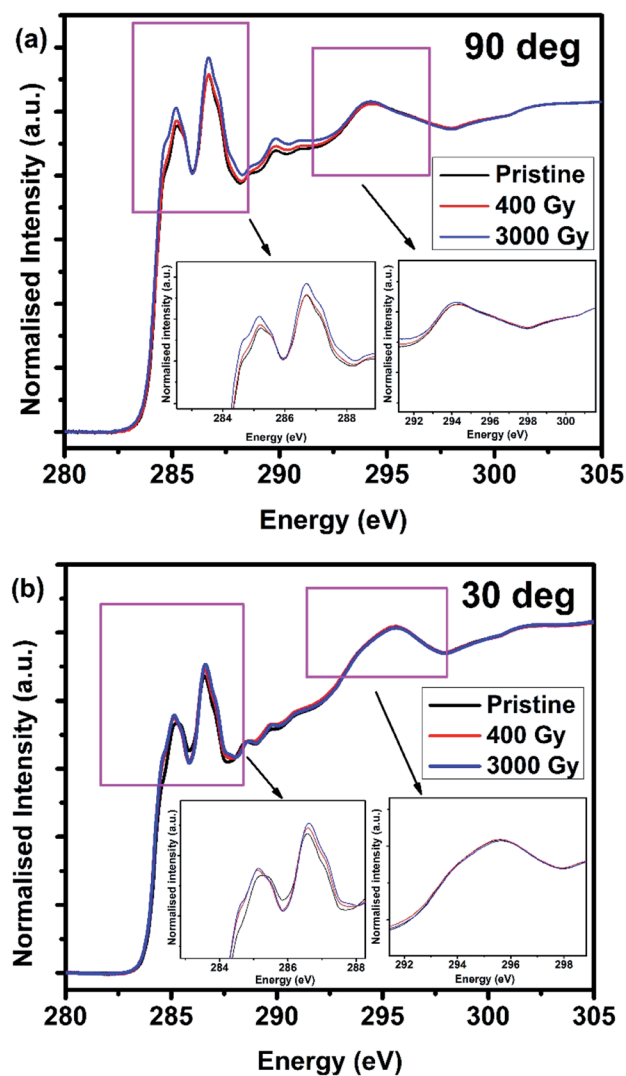 (a)
90 deg
Normalised Intensity (a.u.)
Pristine
400 Gy
3000 Gy
Normalised intensity (a.u.)
284 286 288
Energy (eV)
Normalised intensity (a.u.)
292 294 296 298 300
Energy (eV)
280 285 290 295 300 305
Energy (eV)
(b)
30 deg
Normalised Intensity (a.u.)
Pristine
400 Gy
3000 Gy
Normalised intensity (a.u.)
284 286 288
Energy (eV)
Normalised intensity (a.u.)
292 294 296 298
Energy (eV)
280 285 290 295 300 305
Energy (eV)